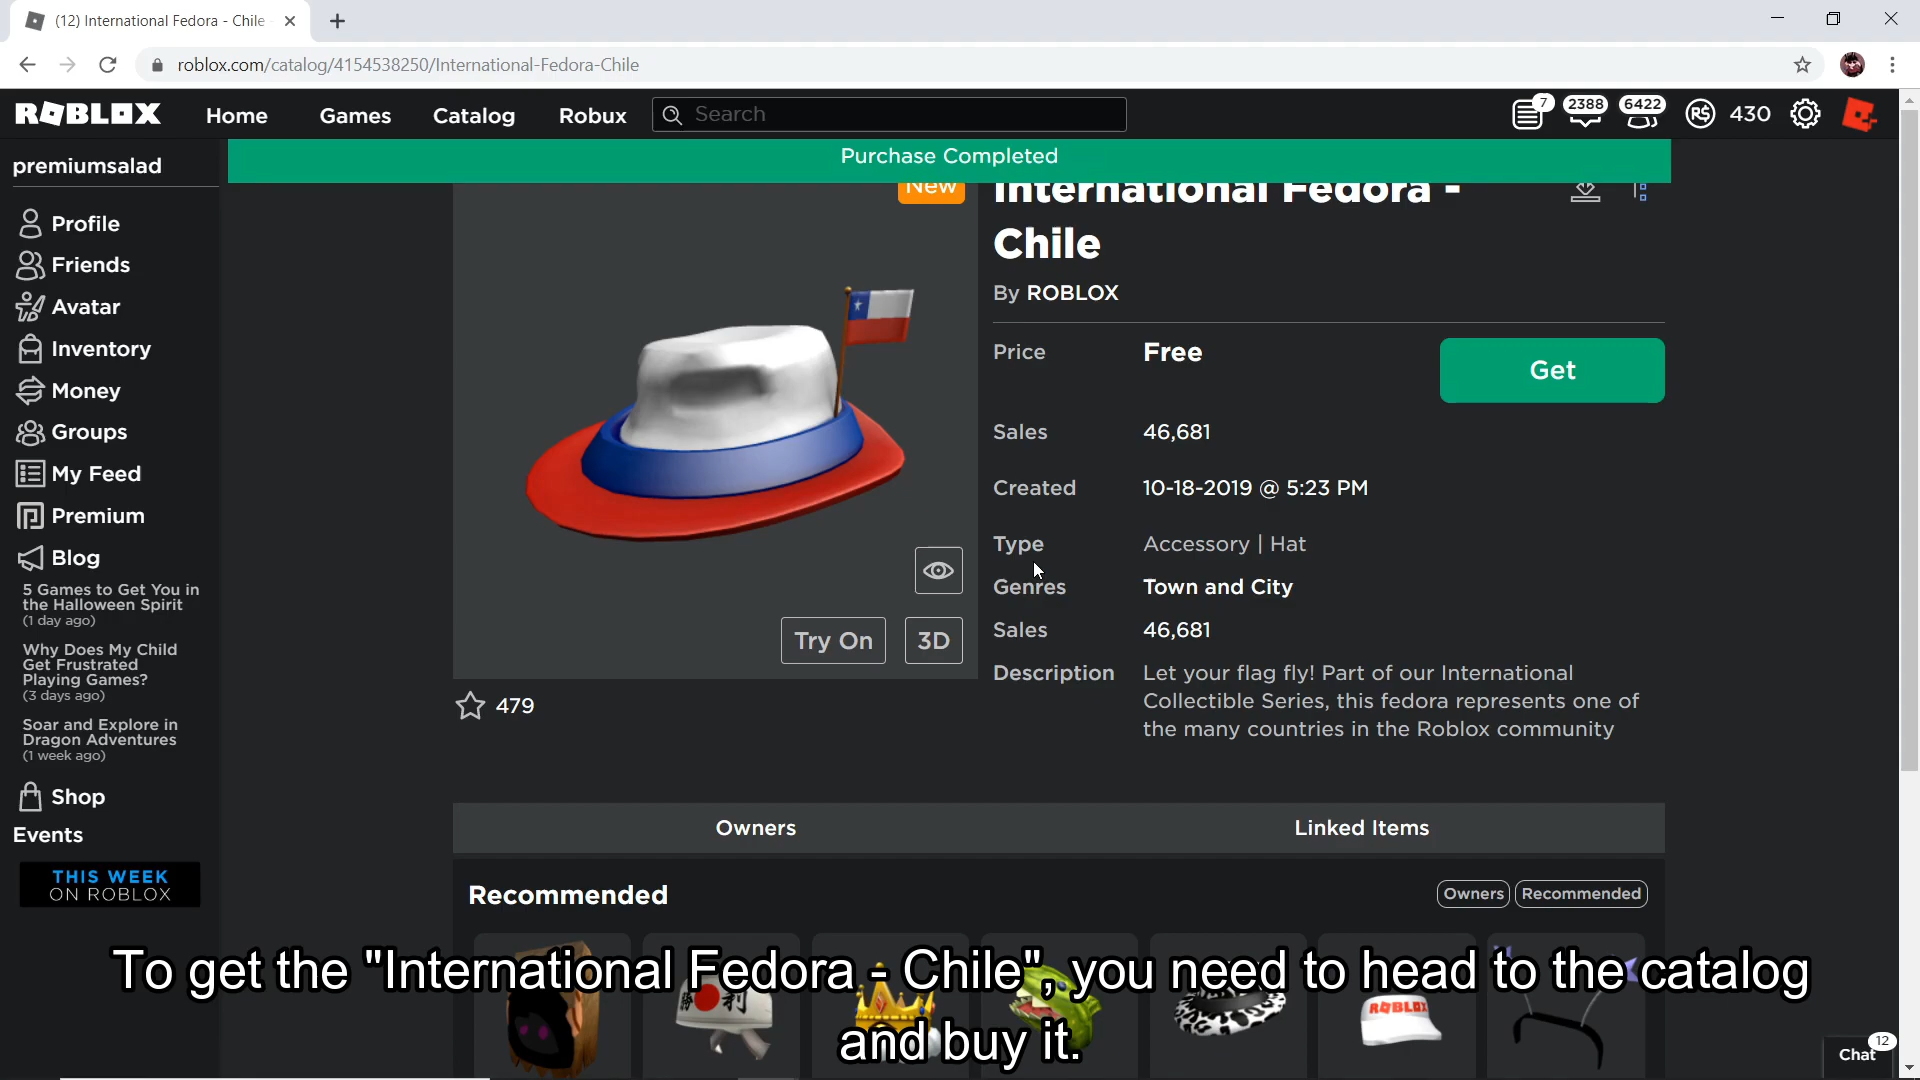 (12) International Fedora - Chile
roblox.com/catalog/4154538250/International-Fedora-Chile
ROBLOX
Home
Games
Catalog
Robux
Search
7
2388
6422
R$
430
premiumsalad
Purchase Completed
Profile
Friends
Avatar
Inventory
Money
Groups
My Feed
Premium
Blog
5 Games to Get You in
the Halloween Spirit
(1 day ago)
Why Does My Child
Get Frustrated
Playing Games?
(3 days ago)
Soar and Explore in
Dragon Adventures
(1 week ago)
Shop
Events
THIS WEEK
ON ROBLOX
New
International Fedora -
Chile
By ROBLOX
Price Free
Get
Sales 46,681
Created 10-18-2019 @ 5:23 PM
Type Accessory | Hat
Genres Town and City
Sales 46,681
Description Let your flag fly! Part of our International
Collectible Series, this fedora represents one of
the many countries in the Roblox community
Try On
3D
479
Owners
Linked Items
Recommended
Owners
Recommended
勝 利
ROBLOX
To get the "International Fedora - Chile", you need to head to the catalog
and buy it.
Chat
12